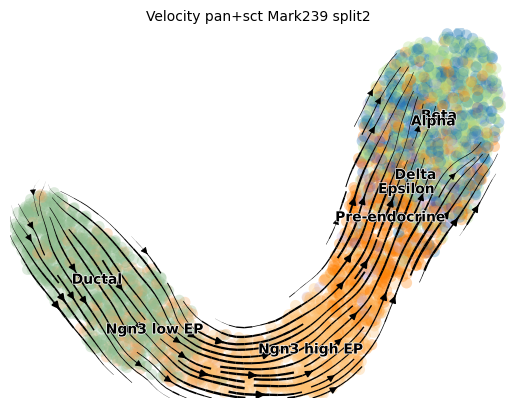 Velocity pan+sct Mark239 split2
Beta
Alpha
Delta
Epsilon
Pre-endocrine
Ductal
Ngn3 low EP
Ngn3 high EP